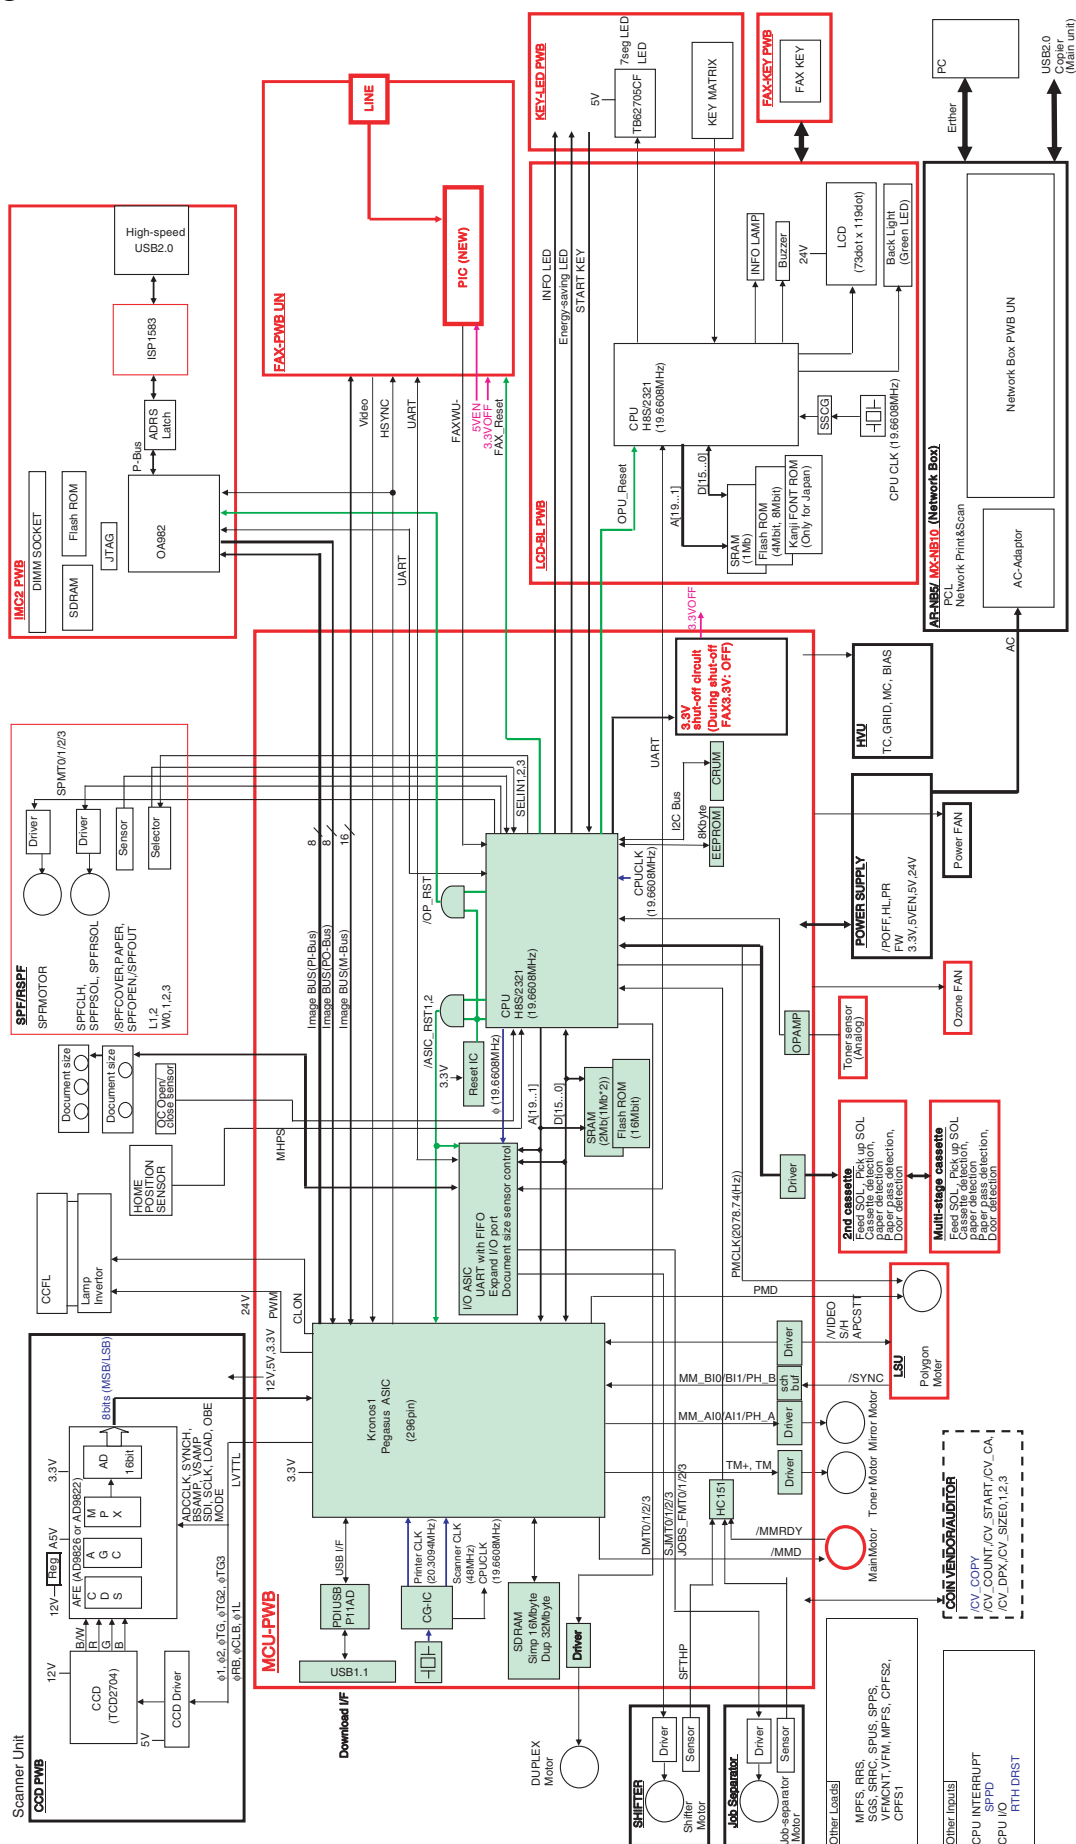 Scanner Unit
CCD PWB
12V
CCD
(TCD2704)
5V
CCD Driver
B/W
R
G
B
12V
Reg
A5V
3.3V
AFE (AD9826 or AD9822)
C
D
S
A
G
C
M
P
X
AD
16bit
8bits (MSB/LSB)
ADCCLK, SYNCH,
BSAMP, VSAMP
SDI, SCLK, LOAD, OBE
MODE
ϕ1, ϕ2, ϕTG, ϕTG2, ϕTG3
ϕRB, ϕCLB, ϕ1L
LVTTL
12V,5V,3.3V
CCFL
Lamp
Invertor
24V
PWM
CLON
HOME
POSITION
SENSOR
MHPS
Document size
Document size
OC Open/
close sensor
SPF/RSPF
SPFMOTOR
SPFCLH,
SPFPSOL, SPFRSOL
/SPFCOVER,PAPER,
SPFOPEN,/SPFOUT
L1,2
W0,1,2,3
Driver
Driver
Sensor
Selector
SPMT0/1/2/3
SELIN1,2,3
IMC2 PWB
DIMM SOCKET
SDRAM
Flash ROM
JTAG
OA982
P-Bus
ADRS
Latch
ISP1583
High-speed
USB2.0
Image BUS(PI-Bus)
Image BUS(PO-Bus)
Image BUS(M-Bus)
8
8
16
UART
FAX-PWB UN
LINE
PIC (NEW)
Video
HSYNC
UART
FAXWU-
5VEN
3.3VOFF
FAX_Reset
KEY-LED PWB
5V
TB62705CF
7seg LED
LED
KEY MATRIX
FAX-KEY PWB
FAX KEY
INFO LED
Energy-saving LED
START KEY
LCD-BL PWB
OPU_Reset
CPU
H8S/2321
(19.6608MHz)
A[19...1]
D[15...0]
SRAM
(1Mb)
Flash ROM
(4Mbit, 8Mbit)
Kanji FONT ROM
(Only for Japan)
INFO LAMP
Buzzer
24V
LCD
(73dot x 119dot)
Back Light
(Green LED)
SSCG
CPU CLK (19.6608MHz)
PC
Erther
USB2.0
Copier
(Main unit)
AR-NB5/ MX-NB10 (Network Box)
PCL
Network Print&Scan
Network Box PWB UN
AC-Adaptor
AC
MCU-PWB
Kronos1
Pegasus ASIC
(296pin)
3.3V
USB I/F
PDIUSB
P11AD
USB1.1
Download I/F
Printer CLK
(20.3094MHz)
Scanner CLK
(48MHz)
CPUCLK
(19.6608MHz)
CG-IC
SDRAM
Simp 16Mbyte
Dup 32Mbyte
Driver
DUPLEX
Motor
I/O ASIC
UART with FIFO
Expand I/O port
Document size sensor control
/ASIC_RST1,2
/OP_RST
3.3V
Reset IC
ϕ (19.6608MHz)
CPU
H8S/2321
(19.6608MHz)
A[19...1]
D[15...0]
SRAM
(2Mb(1Mb*2))
Flash ROM
(16Mbit)
CPUCLK
(19.6608MHz)
8Kbyte
EEPROM
I2C Bus
CRUM
UART
3.3V
shut-off circuit
(During shut-off
FAX3.3V: OFF)
3.3VOFF
HVU
TC, GRID, MC, BIAS
POWER SUPPLY
/POFF,HL,PR
FW
3.3V,5VEN,5V,24V
Power FAN
Ozone FAN
OPAMP
Toner sensor
(Analog)
Driver
2nd cassette
Feed SOL , Pick up SOL
Cassette detection,
paper detection
Paper pass detection,
Door detection
Multi-stage cassette
Feed SOL , Pick up SOL
Cassette detection,
paper detection
Paper pass detection,
Door detection
PMCLK(2078.74(Hz))
PMD
/VIDEO
S/H
APCSTT
Driver
LSU
Polygon
Moter
/SYNC
MM_BI0/BI1/PH_B
sch
buf
MM_AI0/AI1/PH_A
Driver
Mirror Motor
TM+, TM
Driver
Toner Motor
DMT0/1/2/3
SJMT0/1/2/3
JOBS_FMT0/1/2/3
HC151
/MMRDY
/MMD
MainMotor
SFTHP
SHIFTER
Driver
Sensor
Shifter
Motor
Job Separator
Driver
Sensor
Job-separator
Motor
COIN VENDOR/AUDITOR
/CV_COPY
/CV_COUNT,/CV_START,/CV_CA,
/CV_DPX,/CV_SIZE0,1,2,3
Other Loads
MPFS, RRS,
SGS, SRRC, SPUS, SPPS,
VFMCNT, VFM, MPFS, CPFS2,
CPFS1
Other Inputs
CPU INTERRUPT
SPPD
CPU I/O
RTH DRST